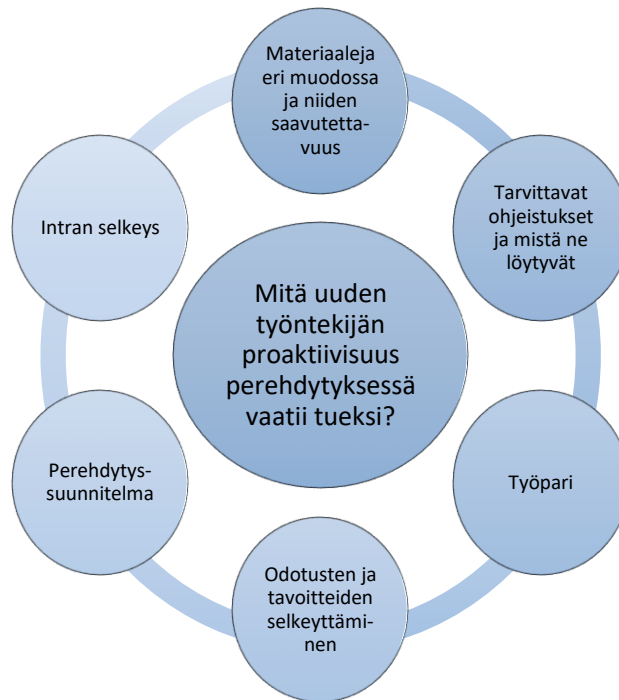 Materiaaleja
eri muodossa
ja niiden
saavutetta-
vuus
Tarvittavat
ohjeistukset
ja mistä ne
löytyvät
Työpari
Odotusten ja
tavoitteiden
selkeyttämi-
nen
Perehdytys-
suunnitelma
Intran selkeys
Mitä uuden
työntekijän
proaktiivisuus
perehdytyksessä
vaatii tueksi?